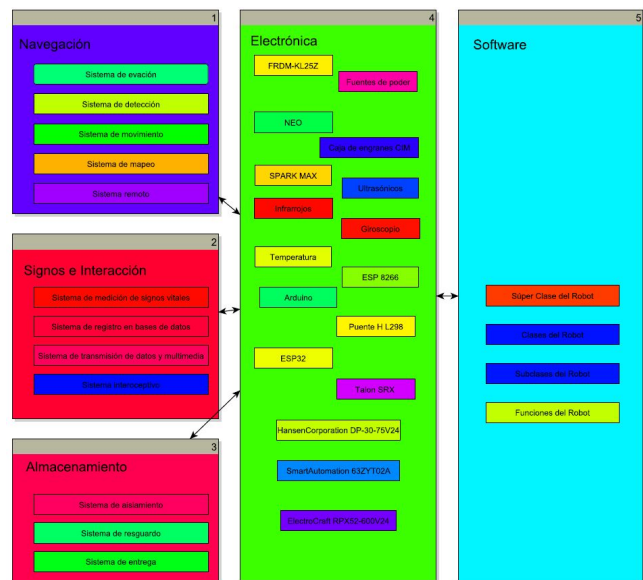 1
Navegación
Sistema de evación
Sistema de detección
Sistema de movimiento
Sistema de mapeo
Sistema remoto
2
Signos e Interacción
Sistema de medición de signos vitales
Sistema de registro en bases de datos
Sistema de transmisión de datos y multimedia
Sistema interoceptivo
3
Almacenamiento
Sistema de aislamiento
Sistema de resguardo
Sistema de entrega
4
Electrónica
FRDM-KL25Z
Fuentes de poder
NEO
Caja de engranes CIM
SPARK MAX
Ultrasónicos
Infrarrojos
Giroscopio
Temperatura
ESP 8266
Arduino
Puente H L298
ESP32
Talon SRX
HansenCorporation DP-30-75V24
SmartAutomation 63ZYT02A
ElectroCraft RPX52-600V24
5
Software
Súper Clase del Robot
Clases del Robot
Subclases del Robot
Funciones del Robot